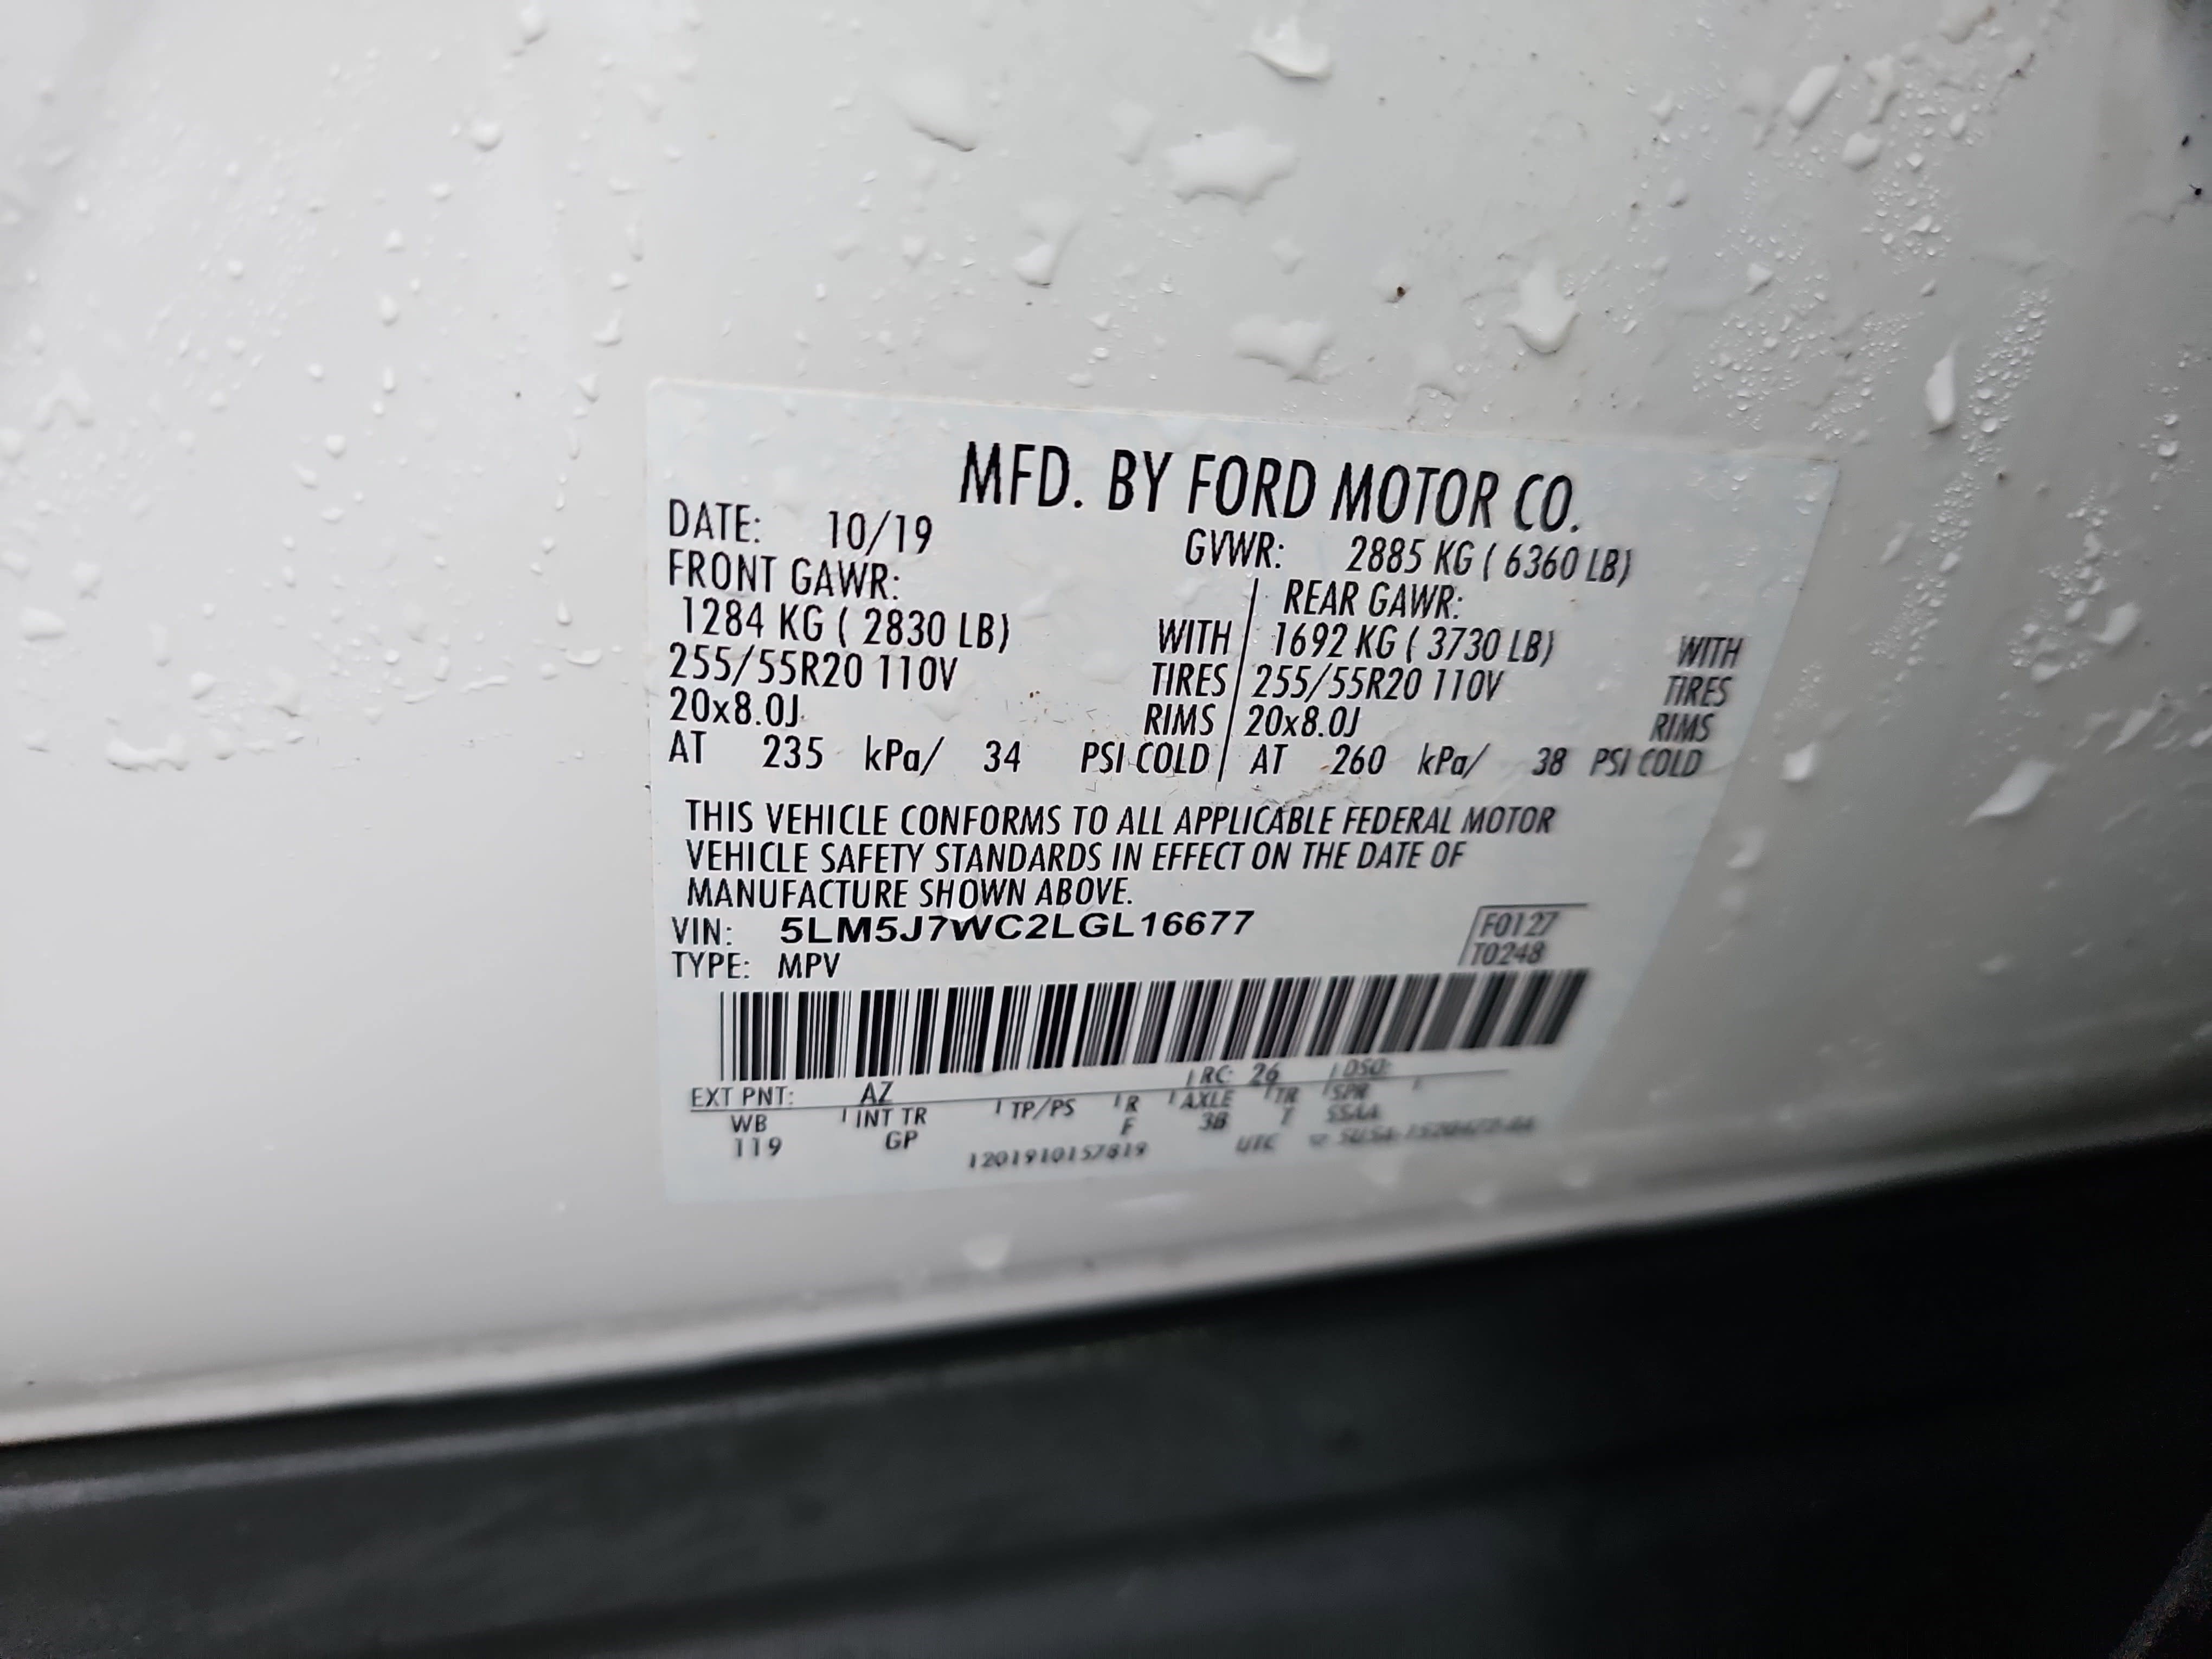 MFD. BY FORD MOTOR CO.
DATE: 10/19 GVWR: 2885 KG ( 6360 LB)
FRONT GAWR: REAR GAWR:
1284 KG ( 2830 LB) WITH 1692 KG ( 3730 LB) WITH
255/55R20 110V TIRES 255/55R20 110V TIRES
20x8.0J RIMS 20x8.0J RIMS
AT 235 kPa/ 34 PSI COLD AT 260 kPa/ 38 PSI COLD
THIS VEHICLE CONFORMS TO ALL APPLICABLE FEDERAL MOTOR
VEHICLE SAFETY STANDARDS IN EFFECT ON THE DATE OF
MANUFACTURE SHOWN ABOVE.
VIN: 5LM5J7WC2LGL16677 F0127
TYPE: MPV T0248
EXT PNT: AZ RC: 26 DSO:
WB INT TR TP/PS R AXLE TR SPR
119 GP F 3B T SSAA
1201910157819 UTC